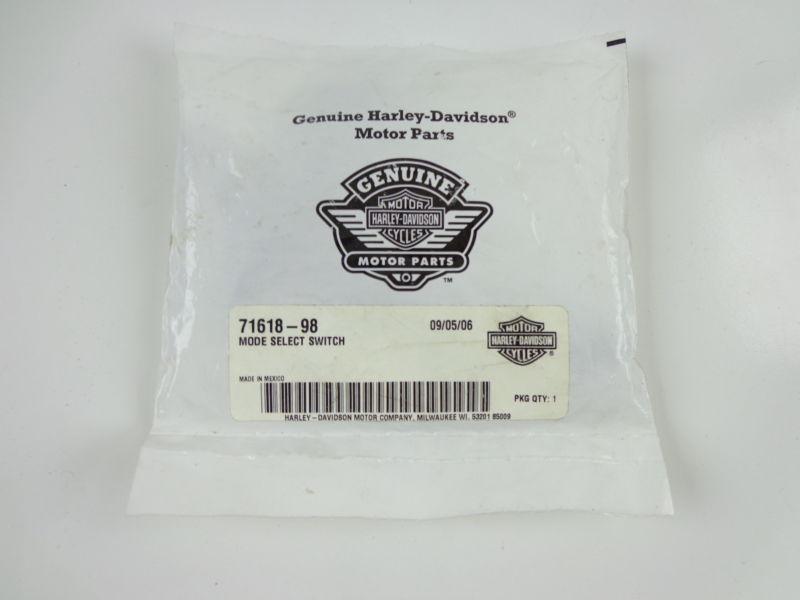 Genuine Harley-Davidson®
Motor Parts
GENUINE
MOTOR
HARLEY-DAVIDSON
CYCLES
MOTOR PARTS
TM
71618-98
09/05/06
MOTOR
HARLEY-DAVIDSON
CYCLES
®
MODE SELECT SWITCH
MADE IN MEXICO
PKG QTY: 1
HARLEY-DAVIDSON MOTOR COMPANY, MILWAUKEE WI. 53201 85009